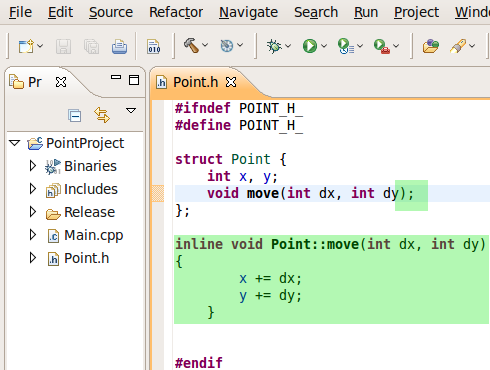 File Edit Source Refactor Navigate Search Run Project Windo
010
Pr
Point.h
PointProject
Binaries
Includes
Release
Main.cpp
Point.h
#ifndef POINT_H_
#define POINT_H_
struct Point {
int x, y;
void move(int dx, int dy);
};
inline void Point::move(int dx, int dy)
{
x += dx;
y += dy;
}
#endif